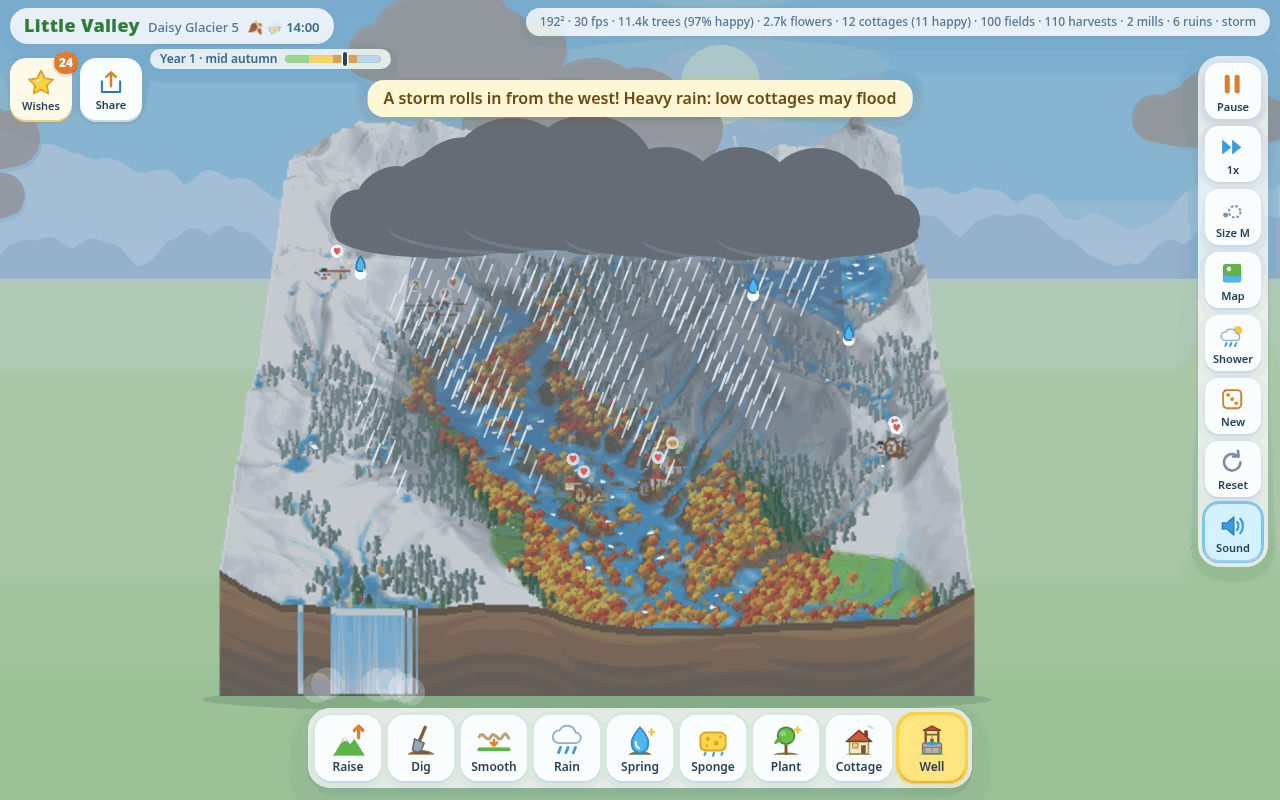 Little Valley Daisy Glacier 5 14:00
192² · 30 fps · 11.4k trees (97% happy) · 2.7k flowers · 12 cottages (11 happy) · 100 fields · 110 harvests · 2 mills · 6 ruins · storm
Year 1 · mid autumn
24
Wishes
Share
A storm rolls in from the west! Heavy rain: low cottages may flood
Pause
1x
Size M
Map
Shower
New
Reset
Sound
2
Raise
Dig
Smooth
Rain
Spring
Sponge
Plant
Cottage
Well